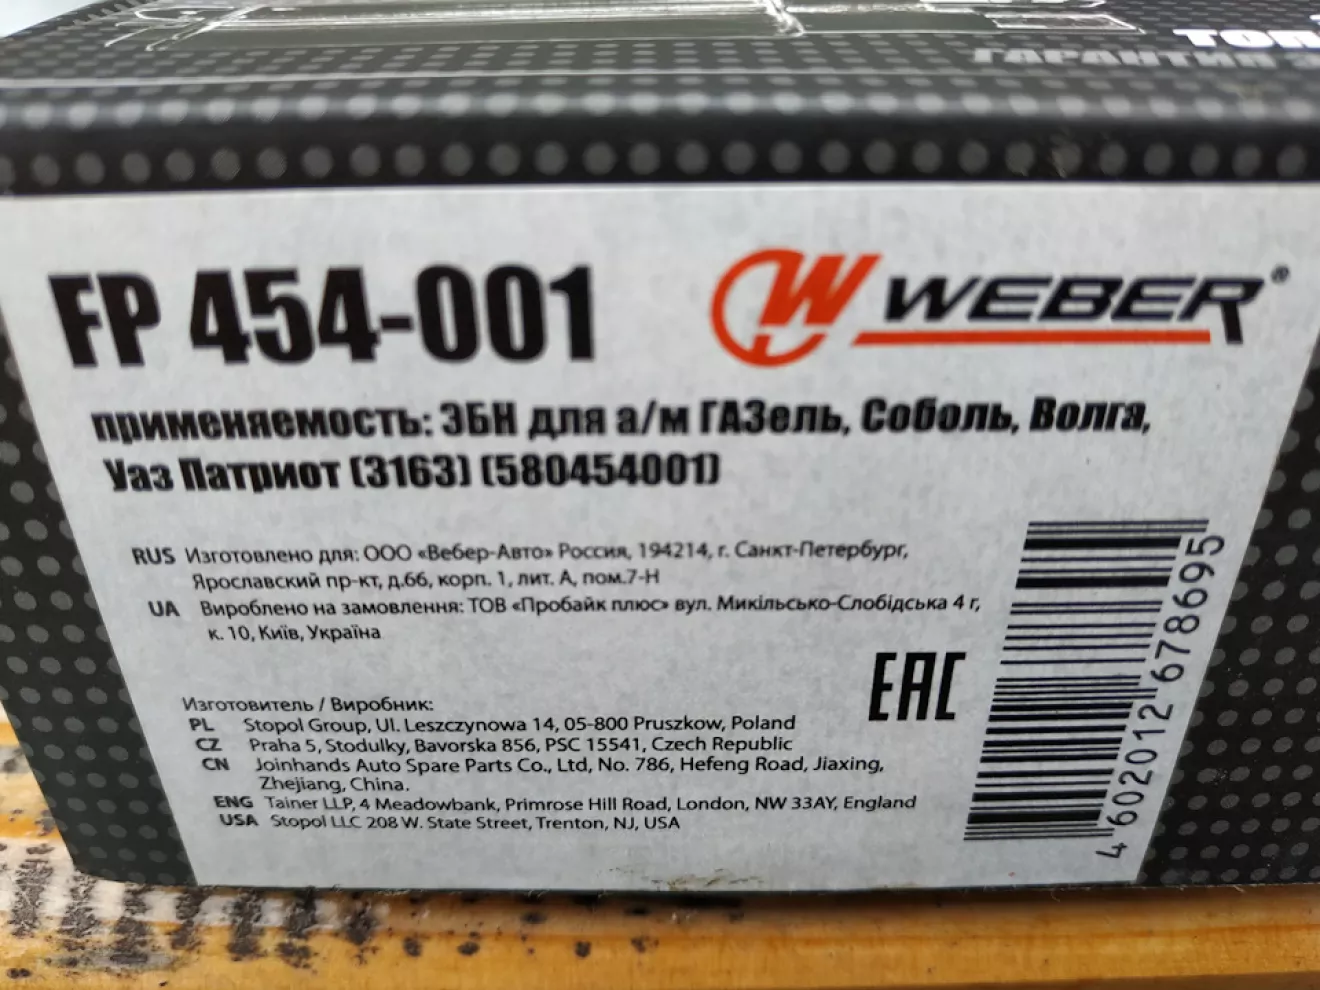 ТОП
ГАРАНТИЯ
FP 454-001
WEBER®
применяемость: ЭБН для а/м ГАЗель, Соболь, Волга,
Уаз Патриот (3163) (580454001)
RUS Изготовлено для: ООО «Вебер-Авто» Россия, 194214, г. Санкт-Петербург,
Ярославский пр-кт, д.66, корп. 1, лит. А, пом.7-Н
UA Вироблено на замовлення: ТОВ «Пробайк плюс» вул. Микільсько-Слобідська 4 г,
к. 10, Київ, Україна
EAC
Изготовитель / Виробник:
PL Stopol Group, Ul. Leszczynowa 14, 05-800 Pruszkow, Poland
CZ Praha 5, Stodulky, Bavorska 856, PSC 15541, Czech Republic
CN Joinhands Auto Spare Parts Co., Ltd, No. 786, Hefeng Road, Jiaxing,
Zhejiang, China.
ENG Tainer LLP, 4 Meadowbank, Primrose Hill Road, London, NW 33AY, England
USA Stopol LLC 208 W. State Street, Trenton, NJ, USA
4602012678695